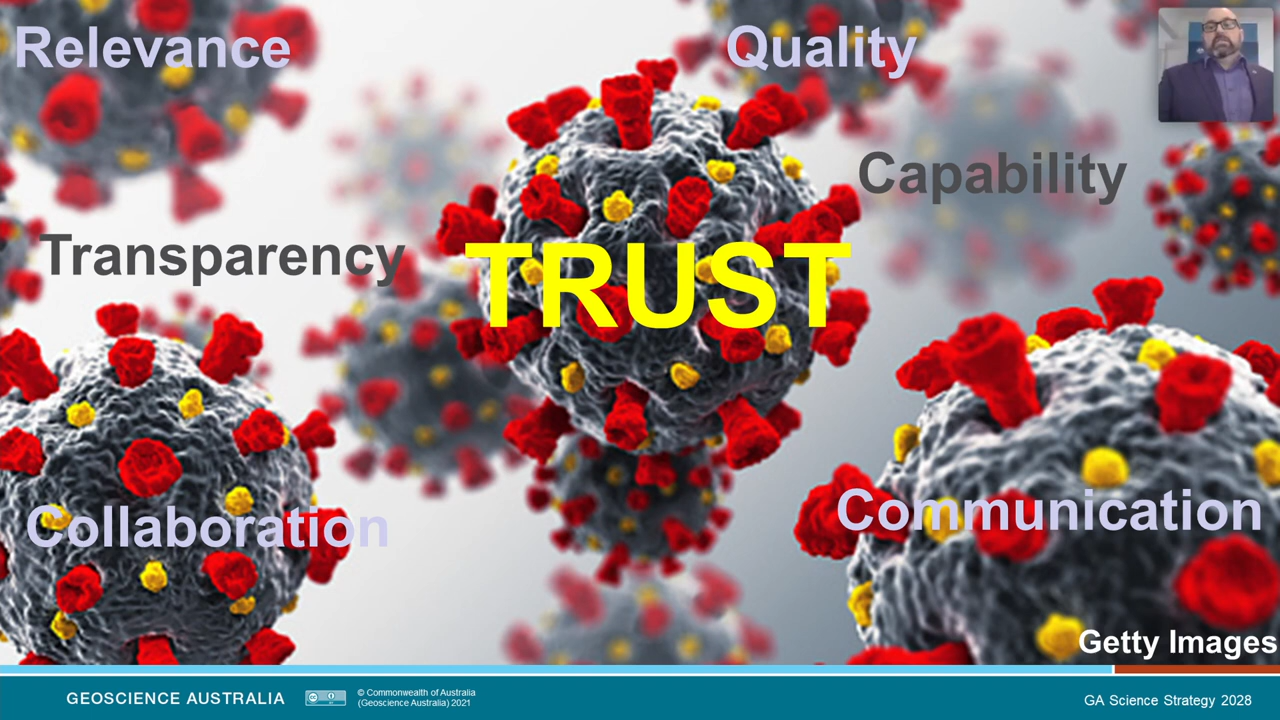 Relevance
Quality
Capability
Transparency
TRUST
Collaboration
Communication
Getty Images
GEOSCIENCE AUSTRALIA
© Commonwealth of Australia
(Geoscience Australia) 2021
GA Science Strategy 2028